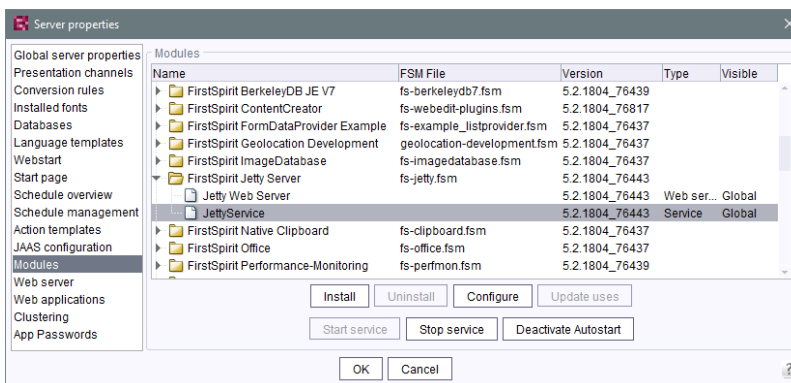 Server properties
Global server properties
Presentation channels
Conversion rules
Installed fonts
Databases
Language templates
Webstart
Start page
Schedule overview
Schedule management
Action templates
JAAS configuration
Modules
Web server
Web applications
Clustering
App Passwords
Modules
Name FSM File Version Type Visible
FirstSpirit BerkeleyDB JE V7 fs-berkeleydb7.fsm 5.2.1804_76439
FirstSpirit ContentCreator fs-webedit-plugins.fsm 5.2.1804_76817
FirstSpirit FormDataProvider Example fs-example_listprovider.fsm 5.2.1804_76437
FirstSpirit Geolocation Development geolocation-development.fsm 5.2.1804_76437
FirstSpirit ImageDatabase fs-imagedatabase.fsm 5.2.1804_76437
FirstSpirit Jetty Server fs-jetty.fsm 5.2.1804_76443
Jetty Web Server 5.2.1804_76443 Web ser... Global
JettyService 5.2.1804_76443 Service Global
FirstSpirit Native Clipboard fs-clipboard.fsm 5.2.1804_76437
FirstSpirit Office fs-office.fsm 5.2.1804_76437
FirstSpirit Performance-Monitoring fs-perfmon.fsm 5.2.1804_76439
Install Uninstall Configure Update uses
Start service Stop service Deactivate Autostart
OK Cancel
?